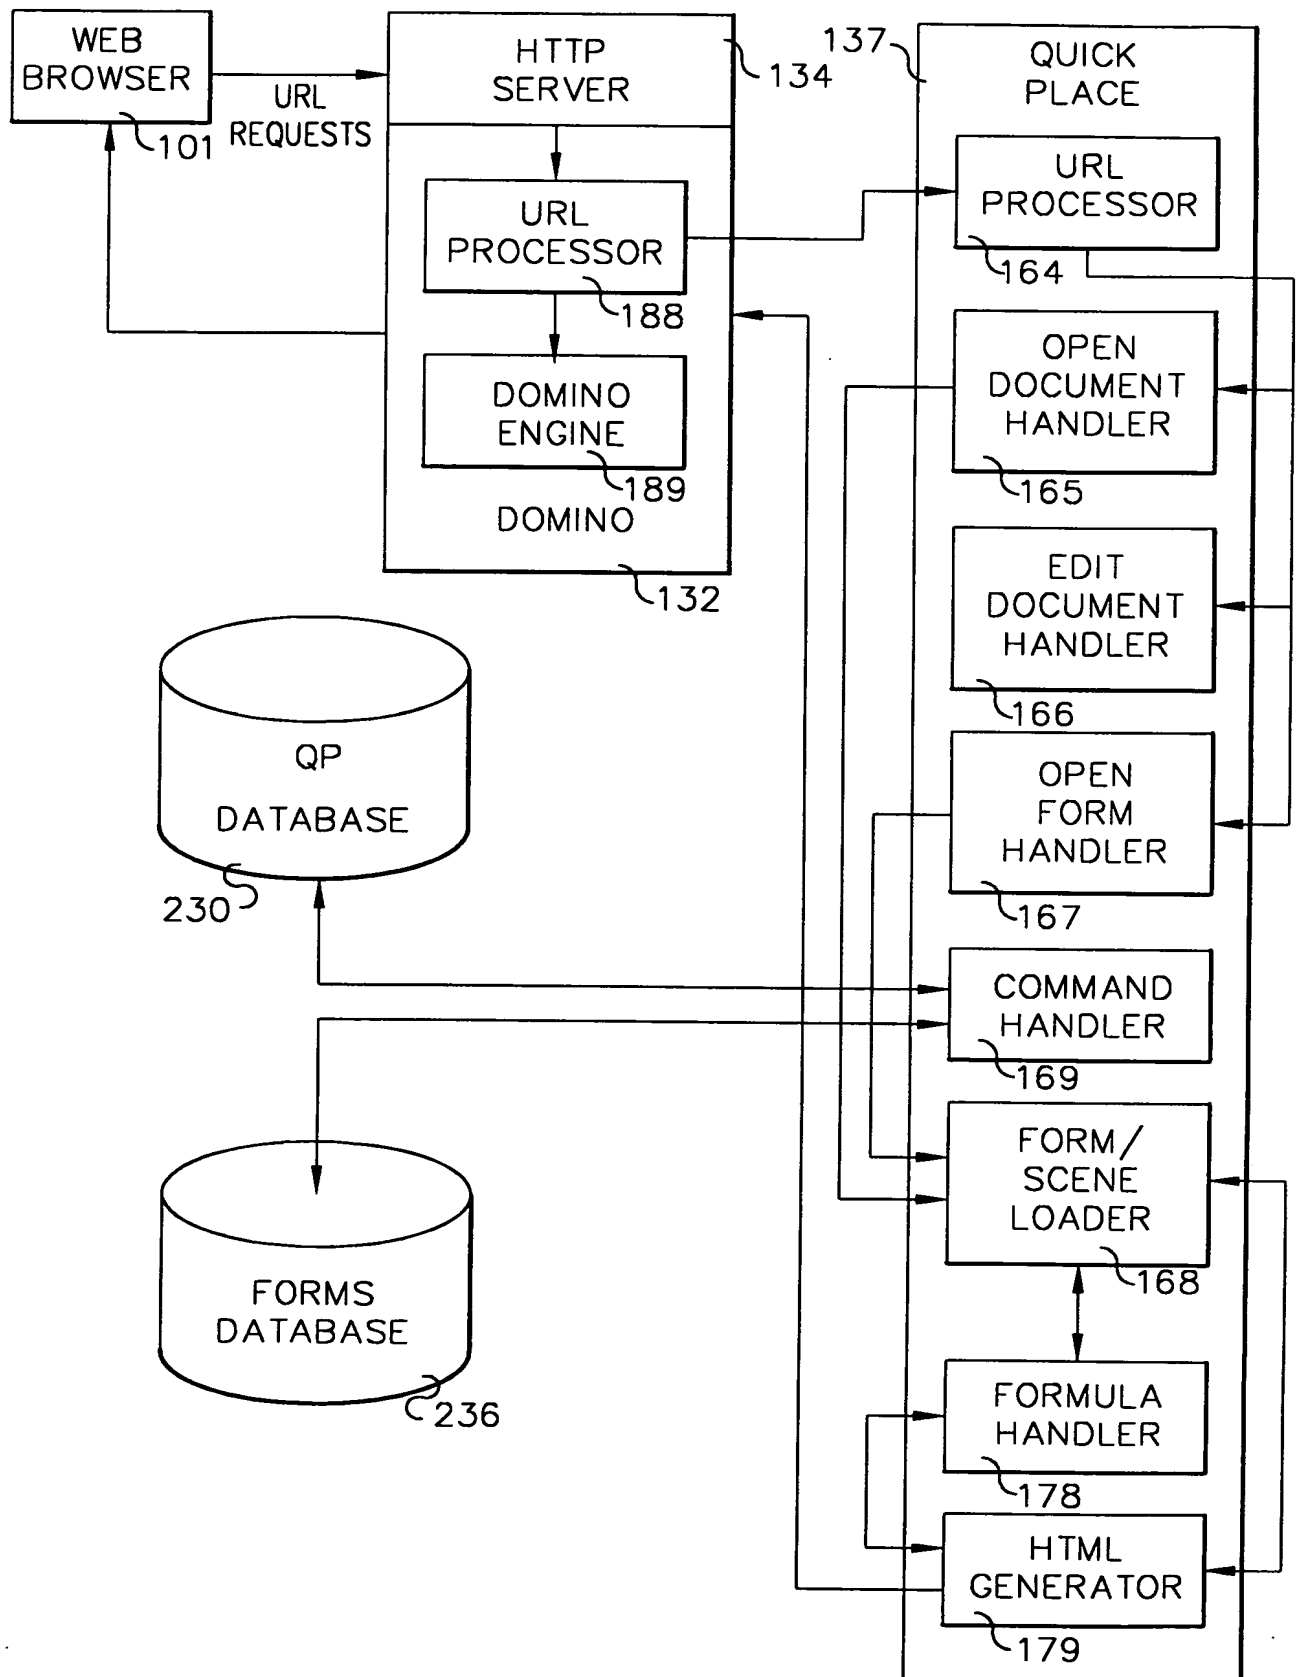 WEB
BROWSER
101
URL
REQUESTS
HTTP
SERVER
134
URL
PROCESSOR
188
DOMINO
ENGINE
189
DOMINO
132
QP
DATABASE
230
FORMS
DATABASE
236
137
QUICK
PLACE
URL
PROCESSOR
164
OPEN
DOCUMENT
HANDLER
165
EDIT
DOCUMENT
HANDLER
166
OPEN
FORM
HANDLER
167
COMMAND
HANDLER
169
FORM/
SCENE
LOADER
168
FORMULA
HANDLER
178
HTML
GENERATOR
179